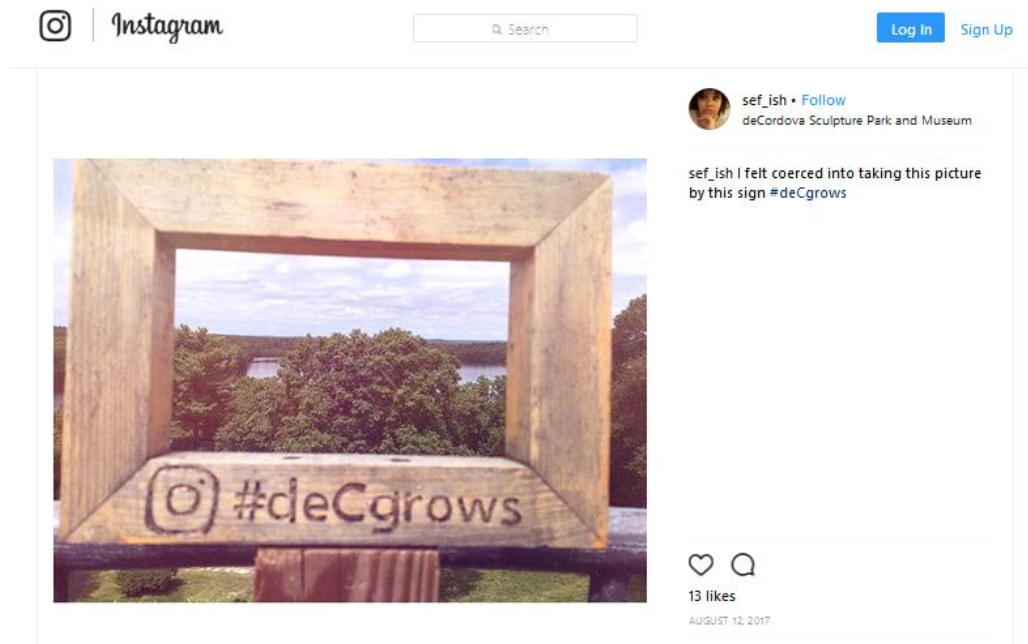 Instagram
Search
Log In
Sign Up
sef_ish • Follow
deCordova Sculpture Park and Museum
sef_ish I felt coerced into taking this picture
by this sign #deCgrows
#deCgrows
13 likes
AUGUST 12, 2017